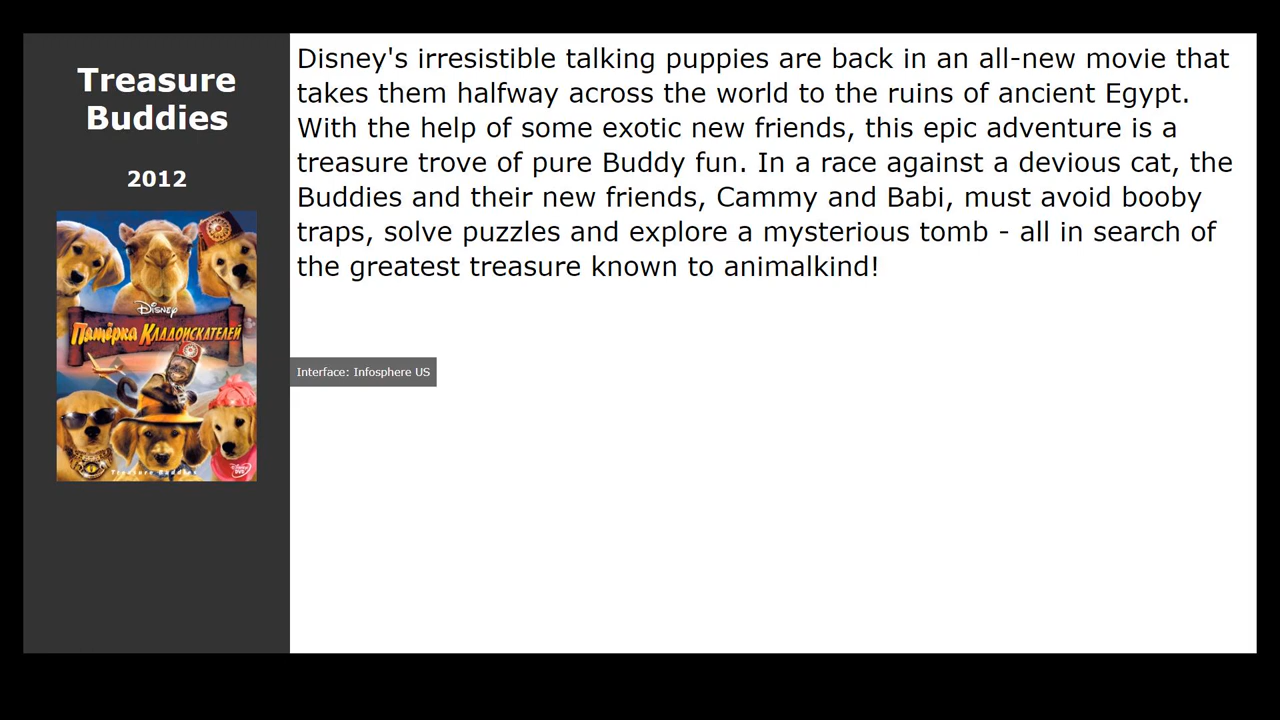 Treasure
Buddies
2012
Disney
Пятёрка Кладоискателей
Treasure Buddies
Disney
DVD
Disney's irresistible talking puppies are back in an all-new movie that
takes them halfway across the world to the ruins of ancient Egypt.
With the help of some exotic new friends, this epic adventure is a
treasure trove of pure Buddy fun. In a race against a devious cat, the
Buddies and their new friends, Cammy and Babi, must avoid booby
traps, solve puzzles and explore a mysterious tomb - all in search of
the greatest treasure known to animalkind!
Interface: Infosphere US